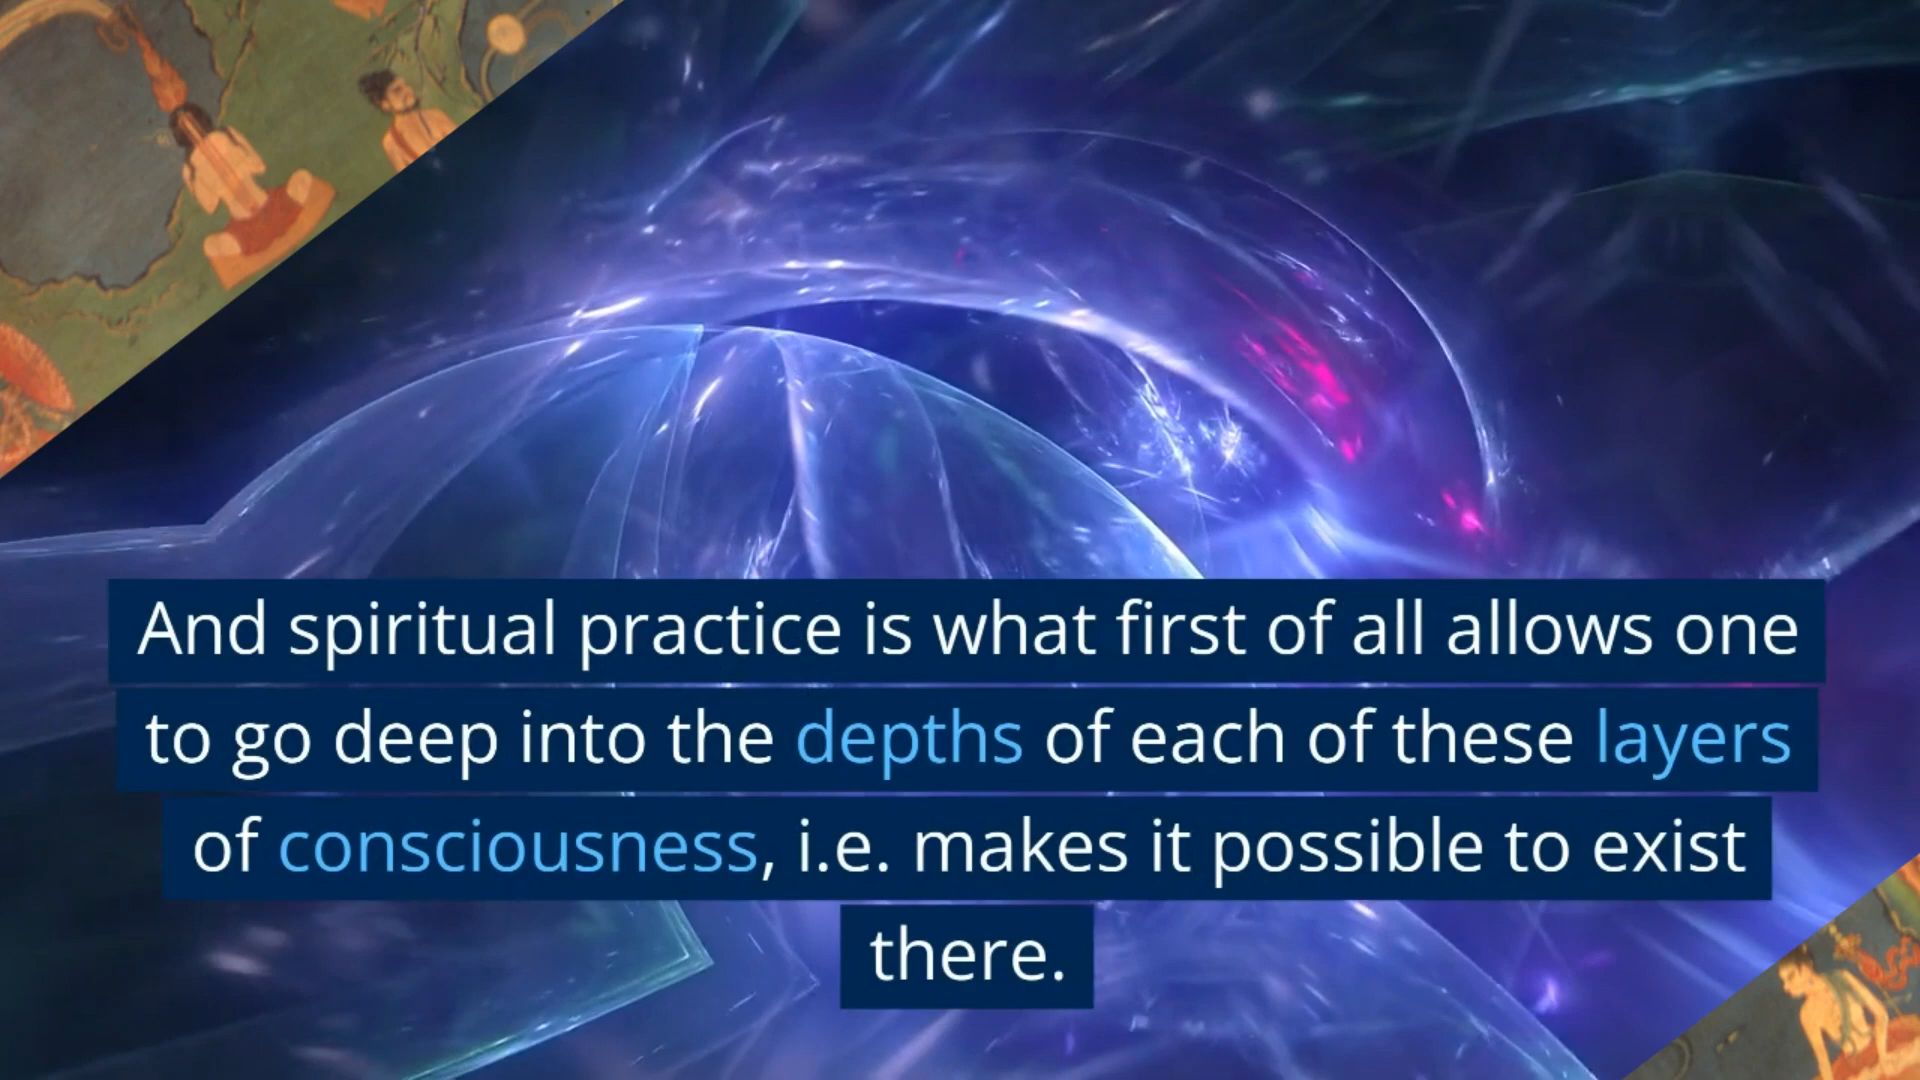 And spiritual practice is what first of all allows one
to go deep into the depths of each of these layers
of consciousness, i.e. makes it possible to exist
there.